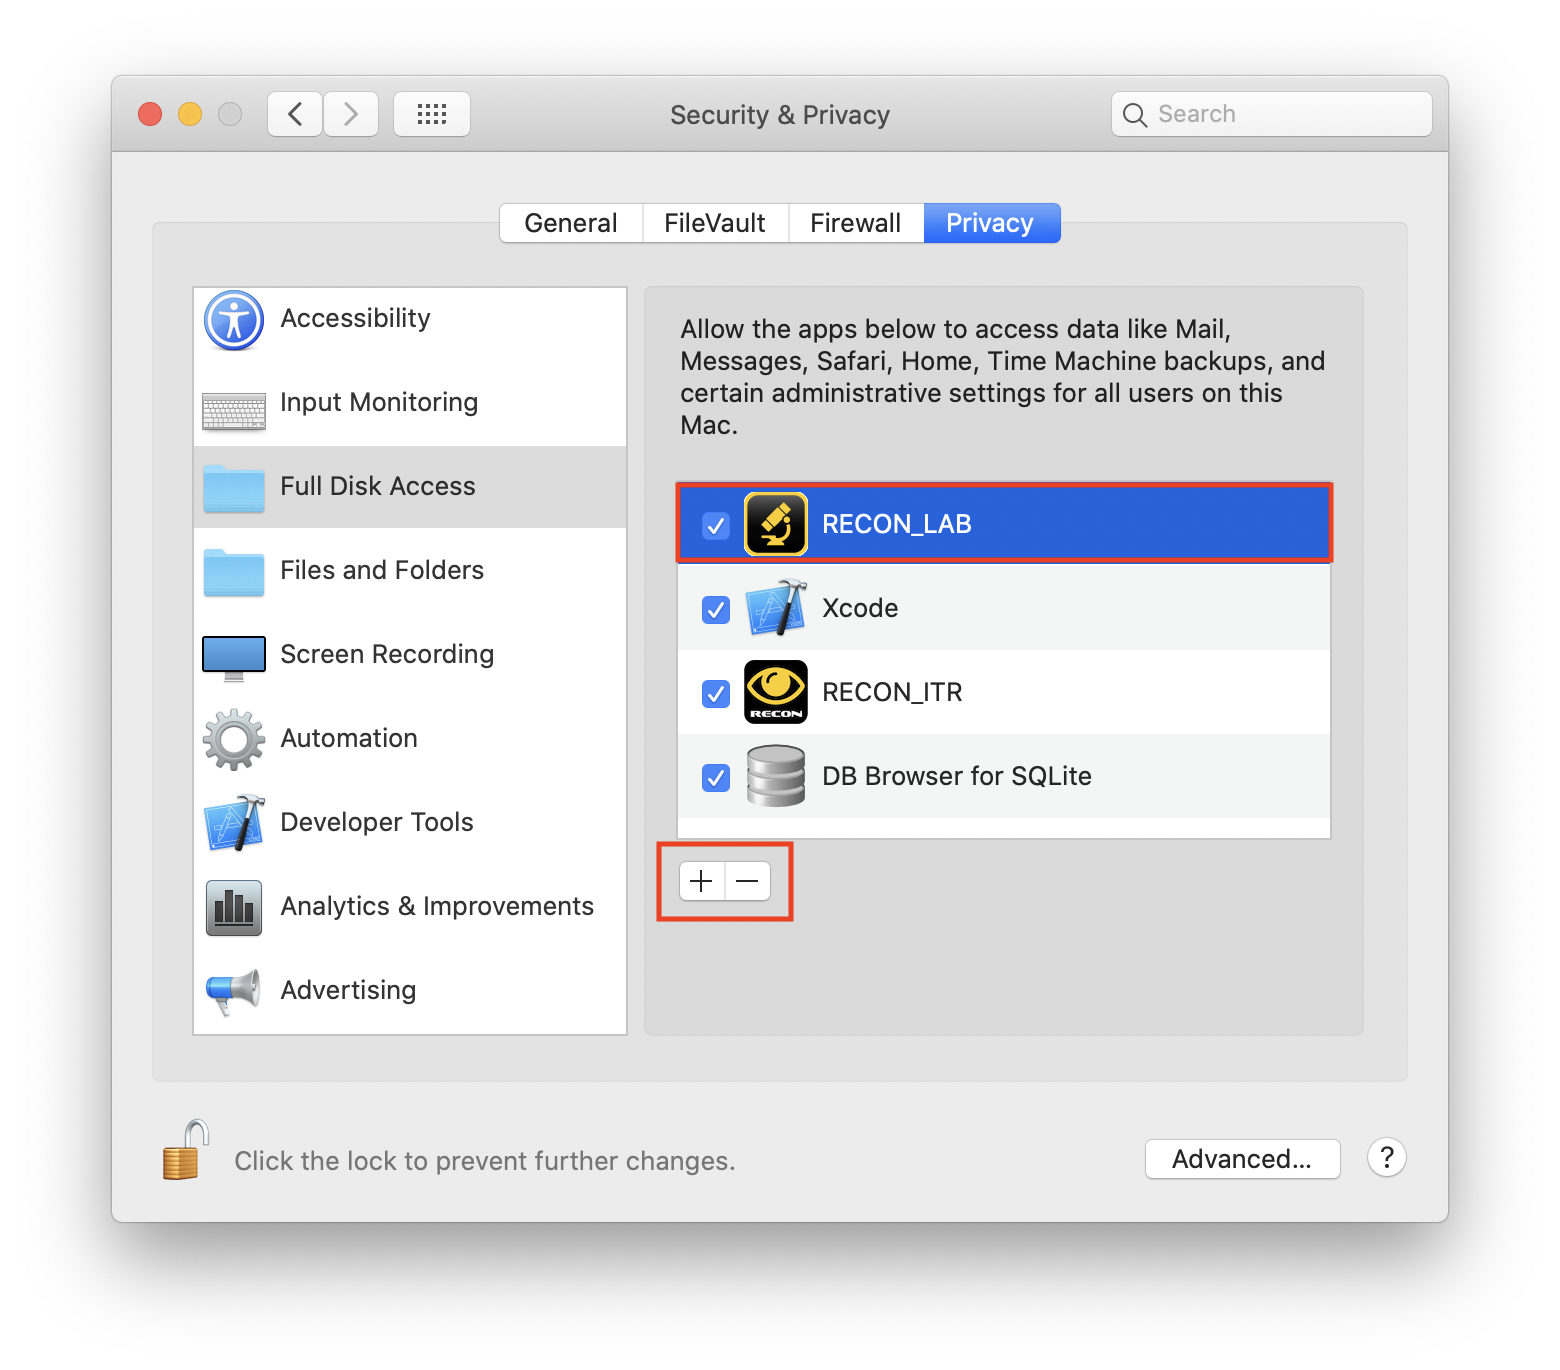 Security & Privacy
Search
General
FileVault
Firewall
Privacy
Accessibility
Input Monitoring
Full Disk Access
Files and Folders
Screen Recording
Automation
Developer Tools
Analytics & Improvements
Advertising
Allow the apps below to access data like Mail,
Messages, Safari, Home, Time Machine backups, and
certain administrative settings for all users on this
Mac.
RECON_LAB
Xcode
RECON
RECON_ITR
DB Browser for SQLite
Click the lock to prevent further changes.
Advanced...
?